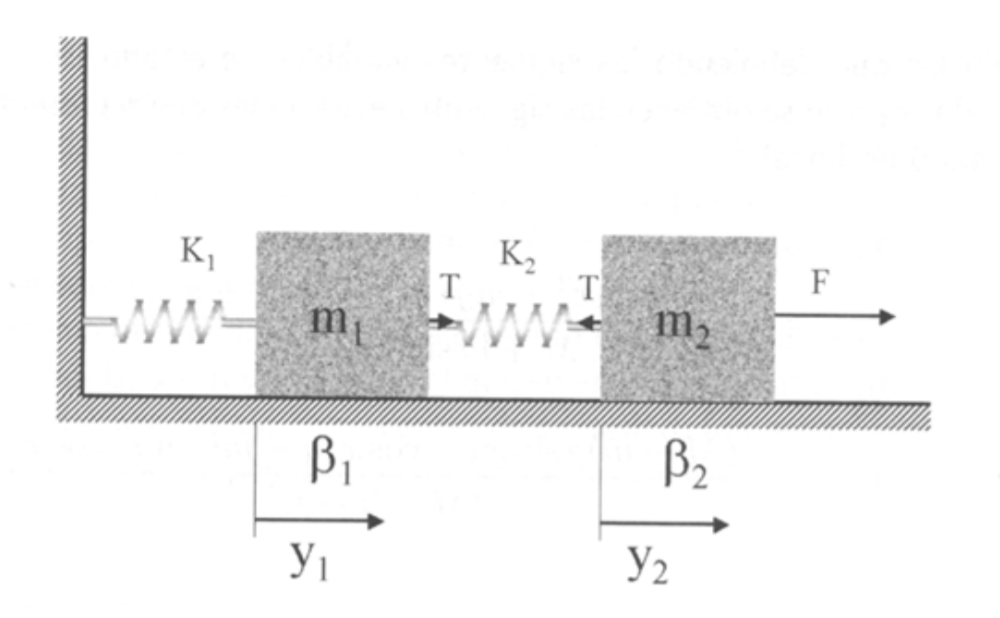 K₁ K₂ F
T T
m₁ m₂
β₁ β₂
y₁ y₂